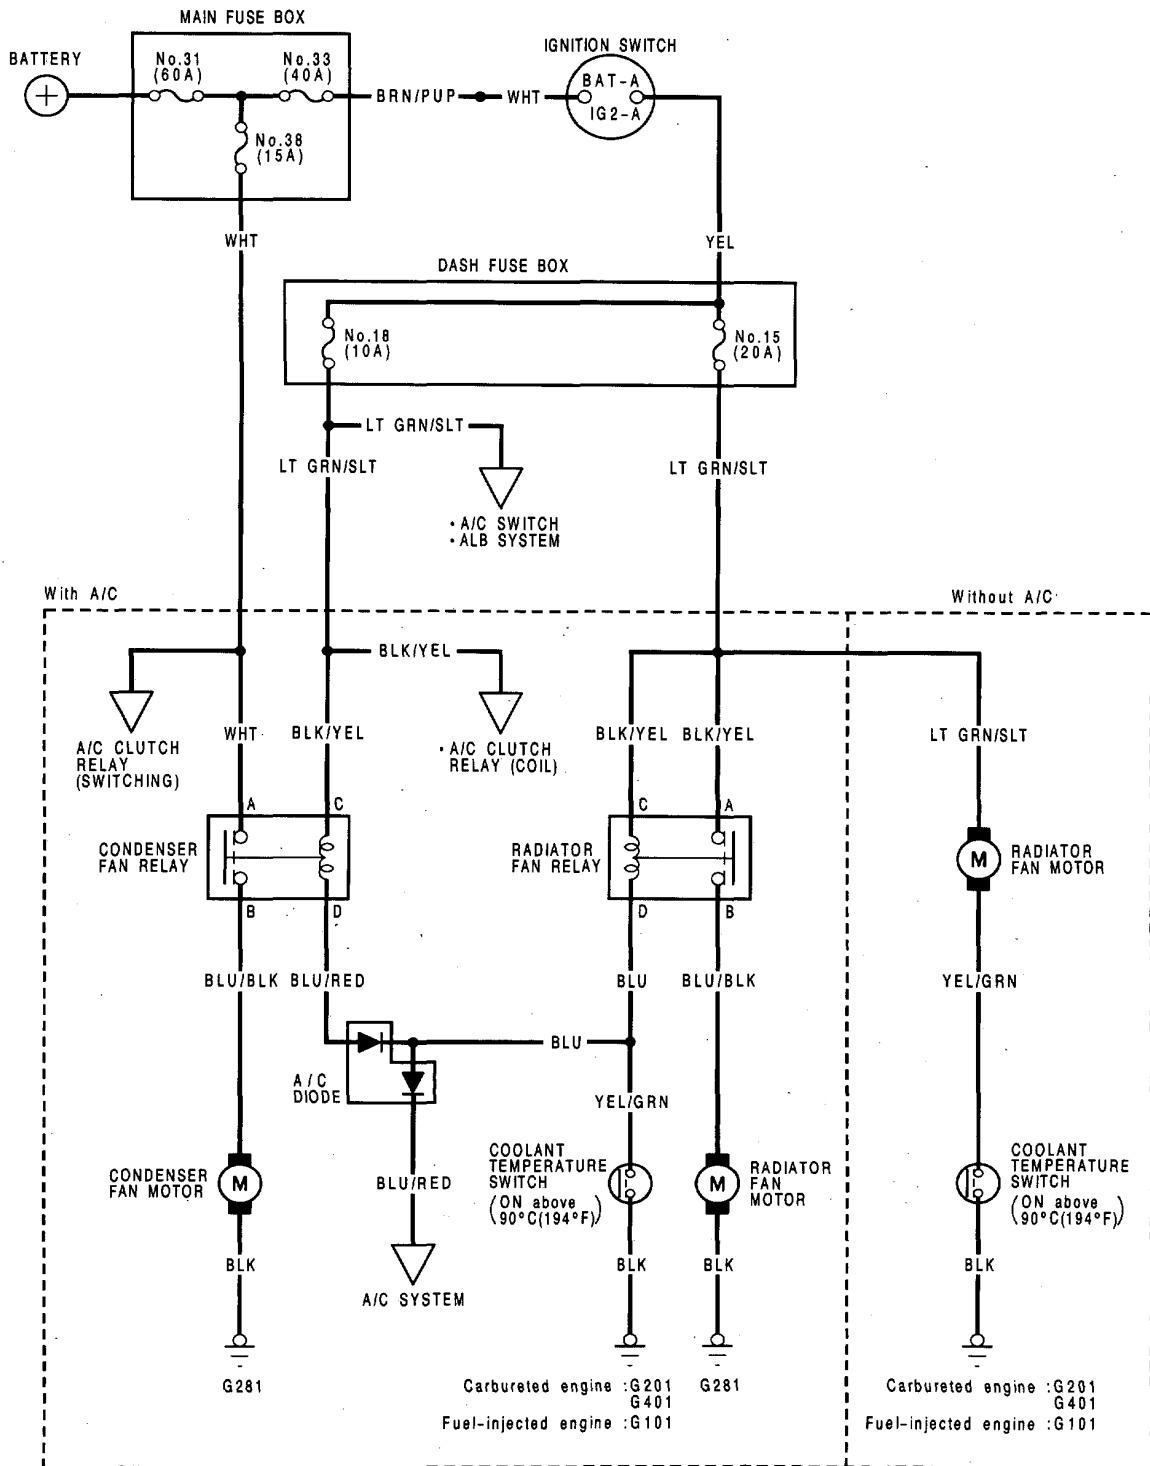 MAIN FUSE BOX
BATTERY
+
No.31
(60A)
No.33
(40A)
IGNITION SWITCH
BAT-A
IG2-A
BRN/PUP
WHT
No.38
(15A)
WHT
YEL
DASH FUSE BOX
No.18
(10A)
No.15
(20A)
LT GRN/SLT
LT GRN/SLT
LT GRN/SLT
• A/C SWITCH
• ALB SYSTEM
With A/C
Without A/C
BLK/YEL
A/C CLUTCH
RELAY
(SWITCHING)
WHT
BLK/YEL
• A/C CLUTCH
RELAY (COIL)
BLK/YEL
BLK/YEL
LT GRN/SLT
A
C
C
A
CONDENSER
FAN RELAY
RADIATOR
FAN RELAY
M
RADIATOR
FAN MOTOR
B
D
D
B
BLU/BLK
BLU/RED
BLU
BLU/BLK
YEL/GRN
BLU
A/C
DIODE
YEL/GRN
CONDENSER
FAN MOTOR
M
BLU/RED
COOLANT
TEMPERATURE
SWITCH
(ON above
90°C(194°F))
M
RADIATOR
FAN
MOTOR
COOLANT
TEMPERATURE
SWITCH
(ON above
90°C(194°F))
BLK
A/C SYSTEM
BLK
BLK
BLK
G281
Carbureted engine :G201
G401
Fuel-injected engine :G101
G281
Carbureted engine :G201
G401
Fuel-injected engine :G101